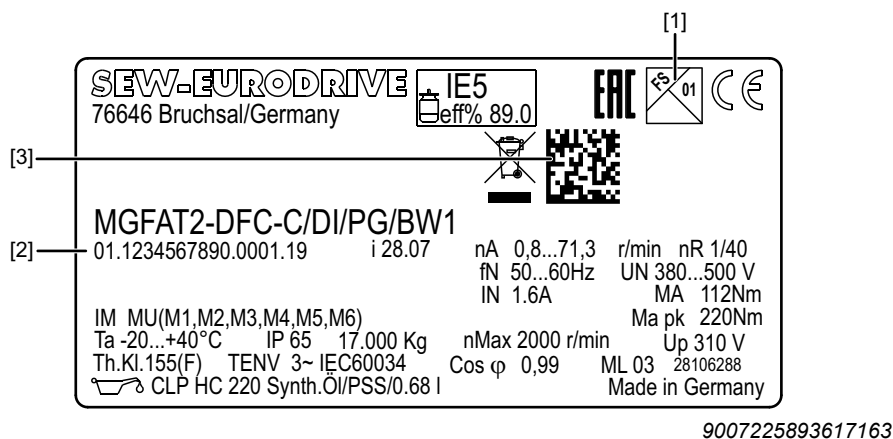 [1]
SEW-EURODRIVE IE5 EAC FS 01 CE
76646 Bruchsal/Germany eff% 89.0
[3]
MGFAT2-DFC-C/DI/PG/BW1
[2] 01.1234567890.0001.19 i 28.07 nA 0,8...71,3 r/min nR 1/40
fN 50...60Hz UN 380...500 V
IN 1.6A MA 112Nm
IM MU(M1,M2,M3,M4,M5,M6) Ma pk 220Nm
Ta -20...+40°C IP 65 17.000 Kg nMax 2000 r/min Up 310 V
Th.Kl.155(F) TENV 3~ IEC60034 Cos φ 0,99 ML 03 28106288
CLP HC 220 Synth.Öl/PSS/0.68 l Made in Germany
9007225893617163